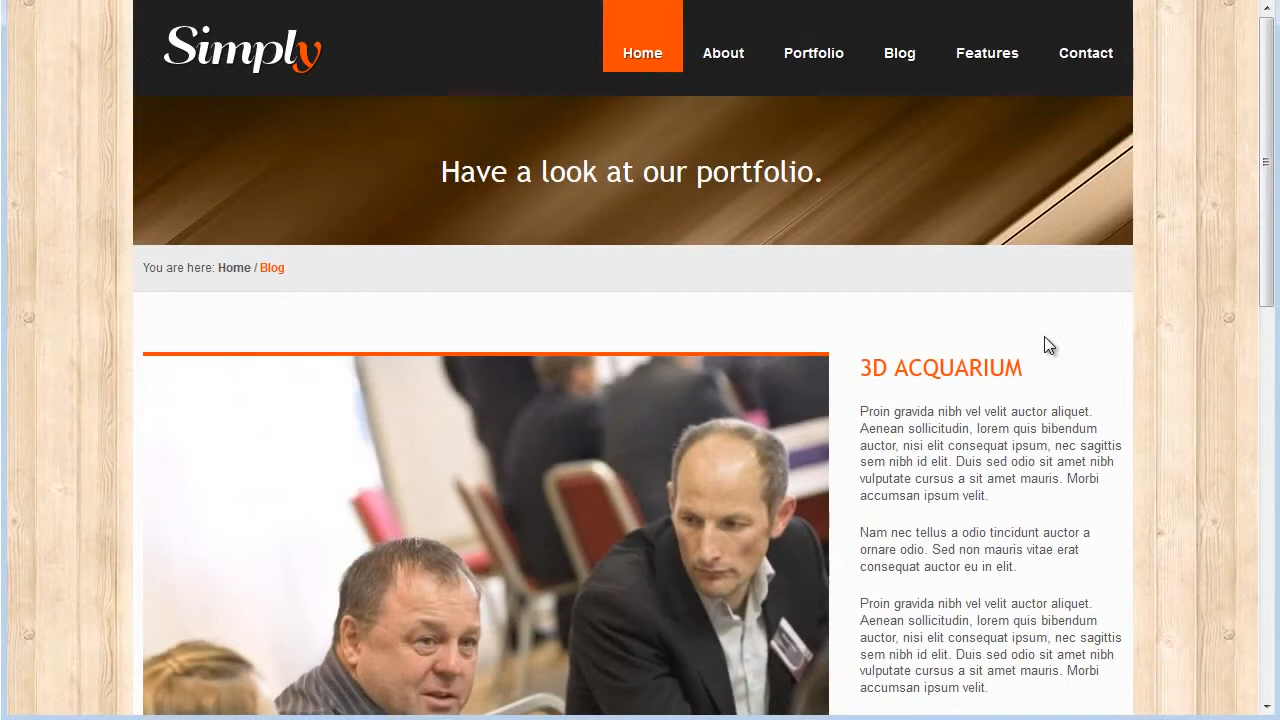 Simply
Home About Portfolio Blog Features Contact
Have a look at our portfolio.
You are here: Home / Blog
3D ACQUARIUM
Proin gravida nibh vel velit auctor aliquet.
Aenean sollicitudin, lorem quis bibendum
auctor, nisi elit consequat ipsum, nec sagittis
sem nibh id elit. Duis sed odio sit amet nibh
vulputate cursus a sit amet mauris. Morbi
accumsan ipsum velit.
Nam nec tellus a odio tincidunt auctor a
ornare odio. Sed non mauris vitae erat
consequat auctor eu in elit.
Proin gravida nibh vel velit auctor aliquet.
Aenean sollicitudin, lorem quis bibendum
auctor, nisi elit consequat ipsum, nec sagittis
sem nibh id elit. Duis sed odio sit amet nibh
vulputate cursus a sit amet mauris. Morbi
accumsan ipsum velit.